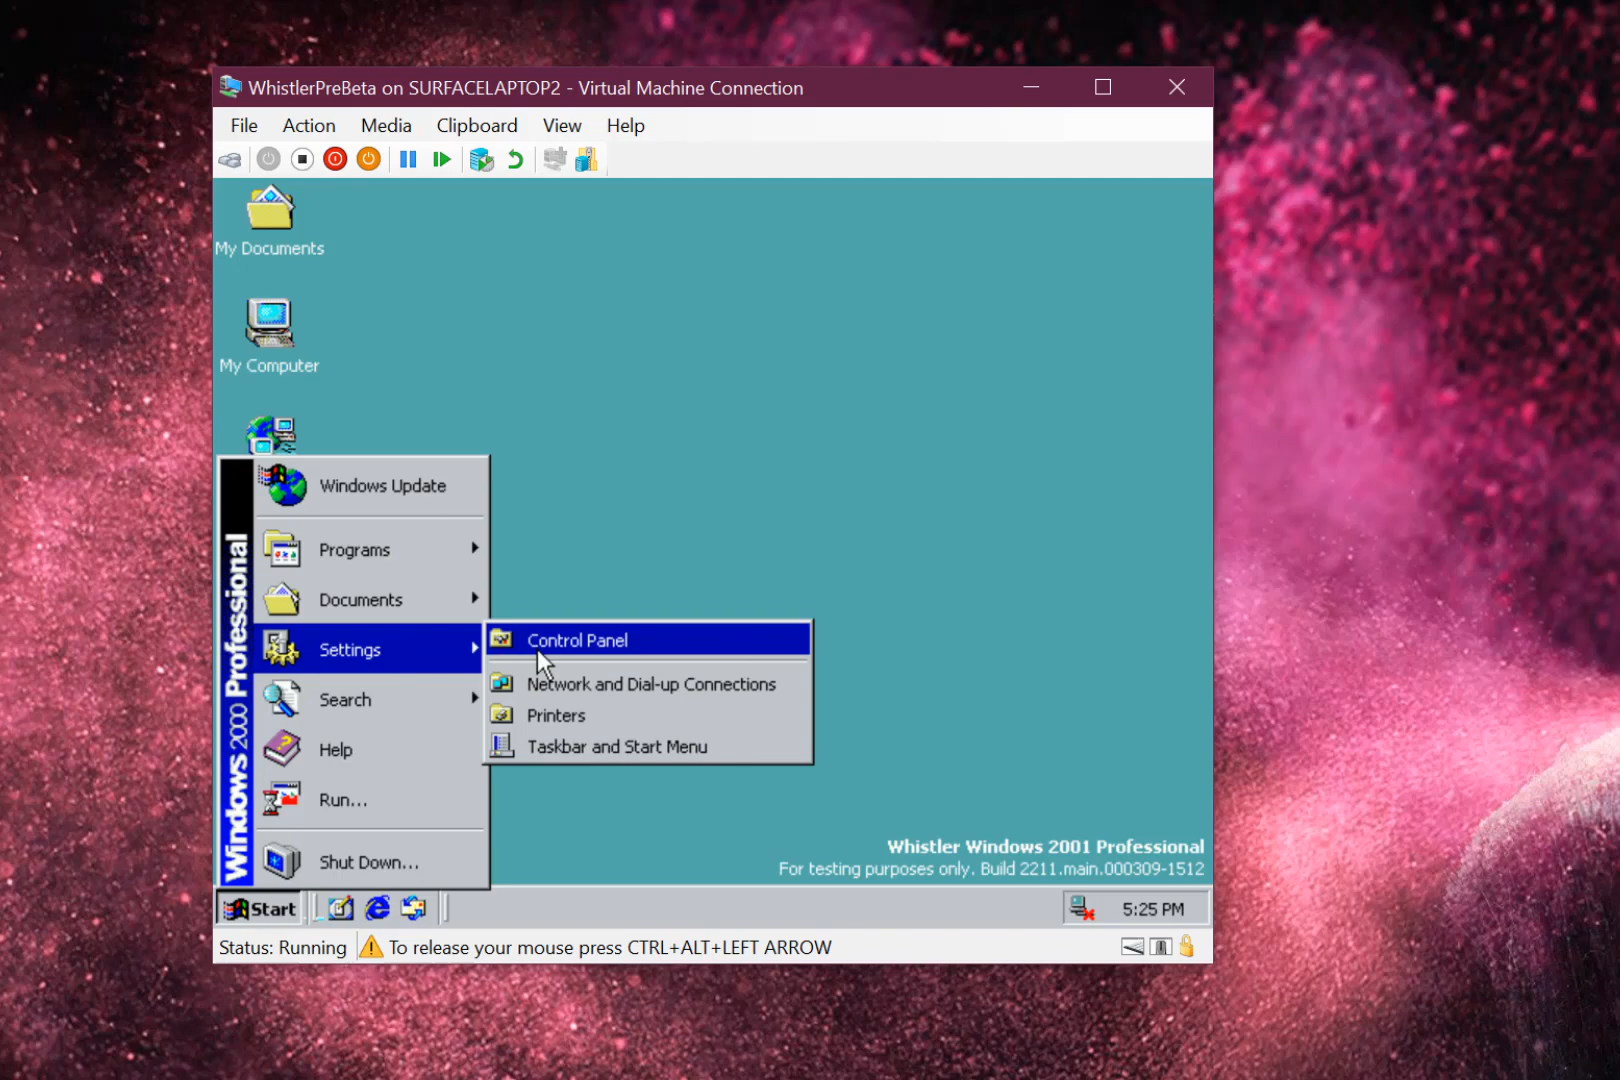 WhistlerPreBeta on SURFACELAPTOP2 - Virtual Machine Connection
File Action Media Clipboard View Help
My Documents
My Computer
Windows 2000 Professional
Windows Update
Programs
Documents
Settings
Search
Help
Run...
Shut Down...
Control Panel
Network and Dial-up Connections
Printers
Taskbar and Start Menu
Whistler Windows 2001 Professional
For testing purposes only. Build 2211.main.000309-1512
Start
5:25 PM
Status: Running
To release your mouse press CTRL+ALT+LEFT ARROW